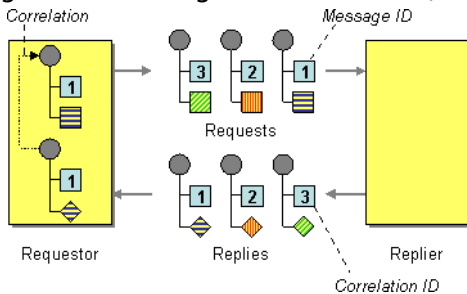 Correlation
Message ID
1
3
2
1
Requests
1
1
2
3
Requestor
Replies
Replier
Correlation ID